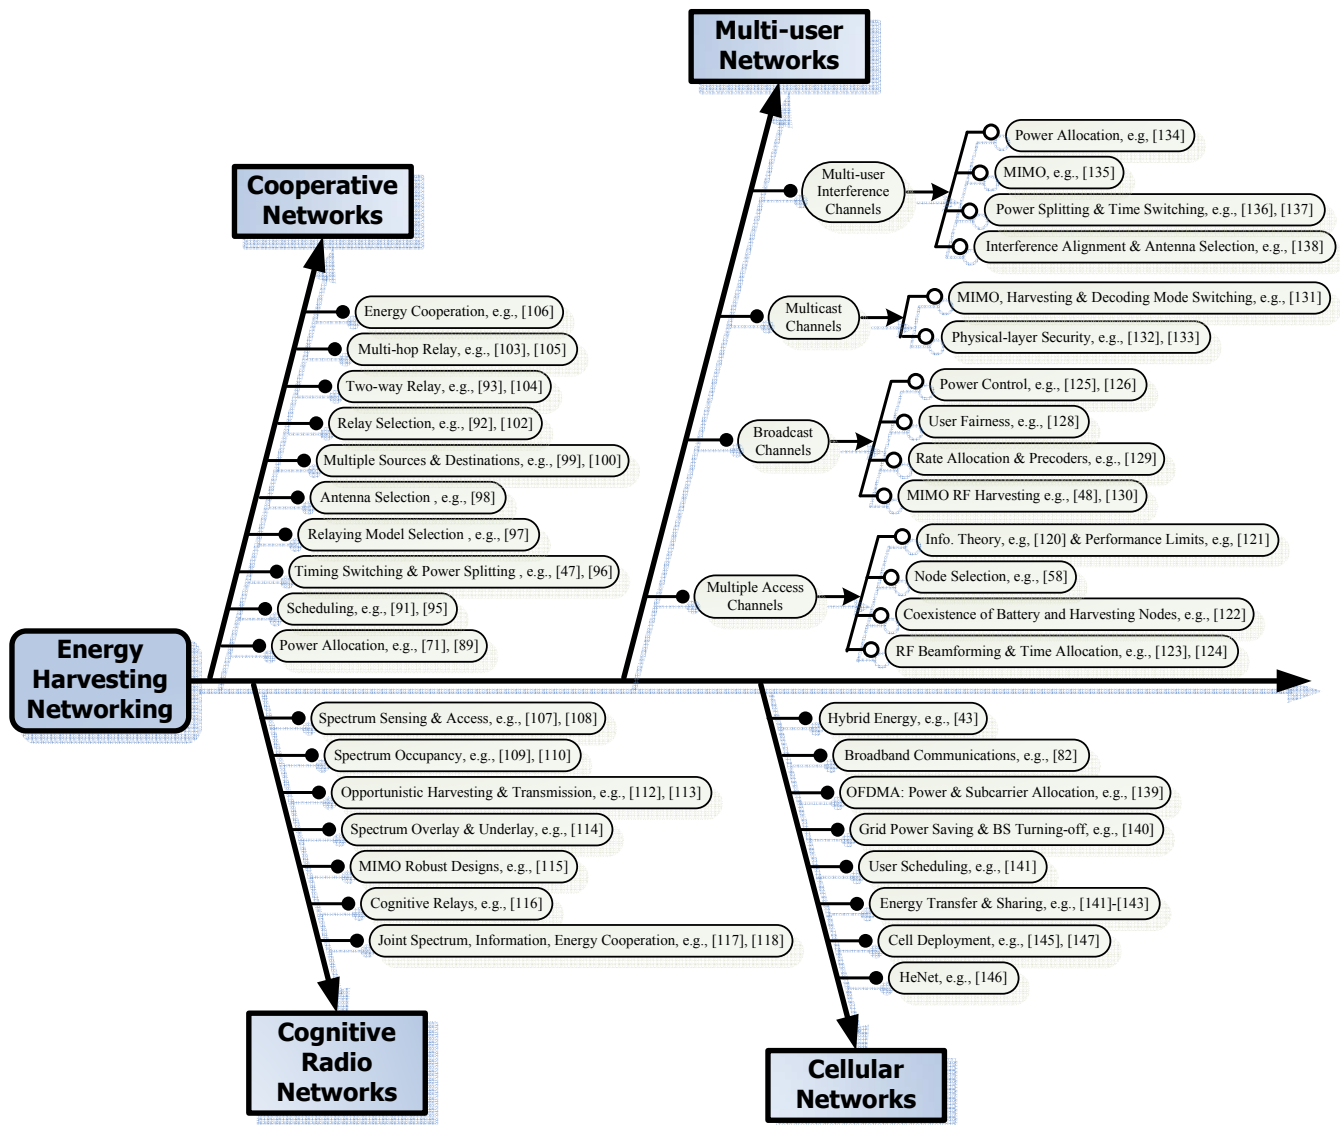 Multi-user
Networks
Cooperative
Networks
Energy Cooperation, e.g., [106]
Multi-hop Relay, e.g., [103], [105]
Two-way Relay, e.g., [93], [104]
Relay Selection, e.g., [92], [102]
Multiple Sources & Destinations, e.g., [99], [100]
Antenna Selection , e.g., [98]
Relaying Model Selection , e.g., [97]
Timing Switching & Power Splitting , e.g., [47], [96]
Scheduling, e.g., [91], [95]
Power Allocation, e.g., [71], [89]
Multi-user
Interference
Channels
Power Allocation, e.g, [134]
MIMO, e.g., [135]
Power Splitting & Time Switching, e.g., [136], [137]
Interference Alignment & Antenna Selection, e.g., [138]
Multicast
Channels
MIMO, Harvesting & Decoding Mode Switching, e.g., [131]
Physical-layer Security, e.g., [132], [133]
Broadcast
Channels
Power Control, e.g., [125], [126]
User Fairness, e.g., [128]
Rate Allocation & Precoders, e.g., [129]
MIMO RF Harvesting e.g., [48], [130]
Multiple Access
Channels
Info. Theory, e.g, [120] & Performance Limits, e.g, [121]
Node Selection, e.g., [58]
Coexistence of Battery and Harvesting Nodes, e.g., [122]
RF Beamforming & Time Allocation, e.g., [123], [124]
Energy
Harvesting
Networking
Spectrum Sensing & Access, e.g., [107], [108]
Spectrum Occupancy, e.g., [109], [110]
Opportunistic Harvesting & Transmission, e.g., [112], [113]
Spectrum Overlay & Underlay, e.g., [114]
MIMO Robust Designs, e.g., [115]
Cognitive Relays, e.g., [116]
Joint Spectrum, Information, Energy Cooperation, e.g., [117], [118]
Cognitive
Radio
Networks
Hybrid Energy, e.g., [43]
Broadband Communications, e.g., [82]
OFDMA: Power & Subcarrier Allocation, e.g., [139]
Grid Power Saving & BS Turning-off, e.g., [140]
User Scheduling, e.g., [141]
Energy Transfer & Sharing, e.g., [141]-[143]
Cell Deployment, e.g., [145], [147]
HeNet, e.g., [146]
Cellular
Networks